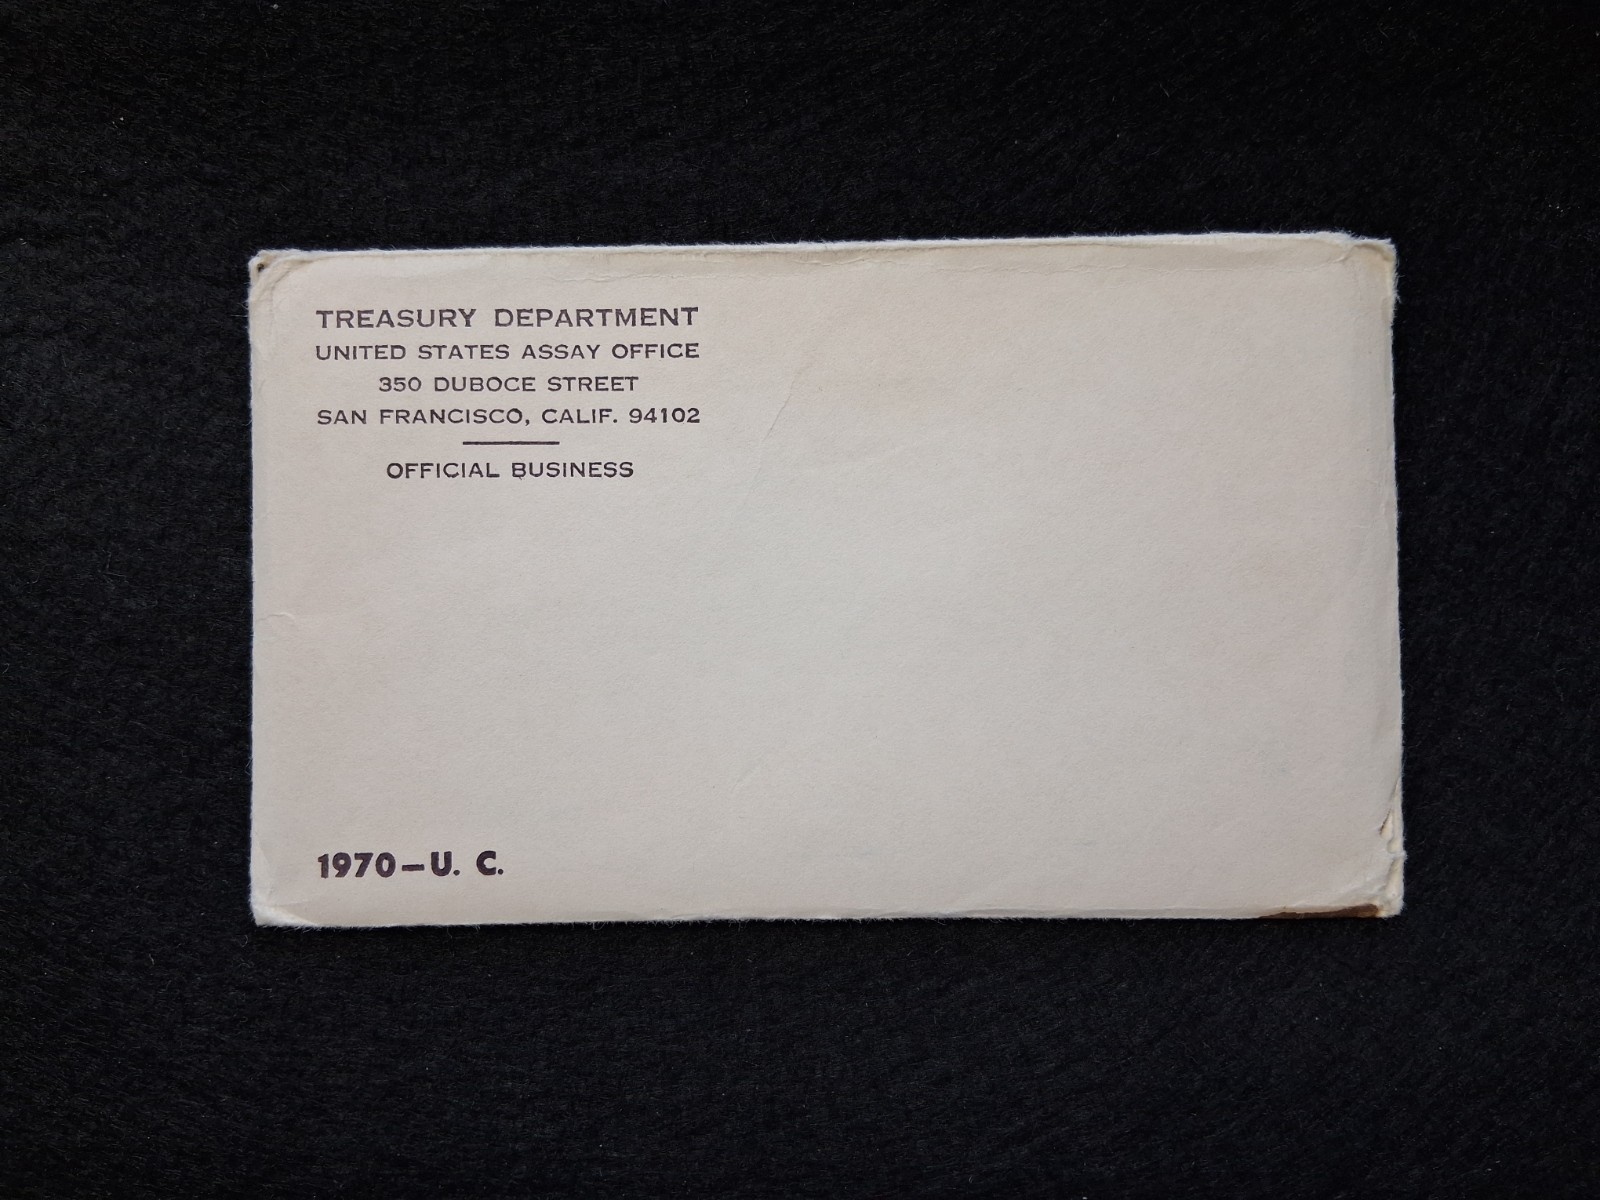 TREASURY DEPARTMENT
UNITED STATES ASSAY OFFICE
350 DUBOCE STREET
SAN FRANCISCO, CALIF. 94102
OFFICIAL BUSINESS
1970—U. C.